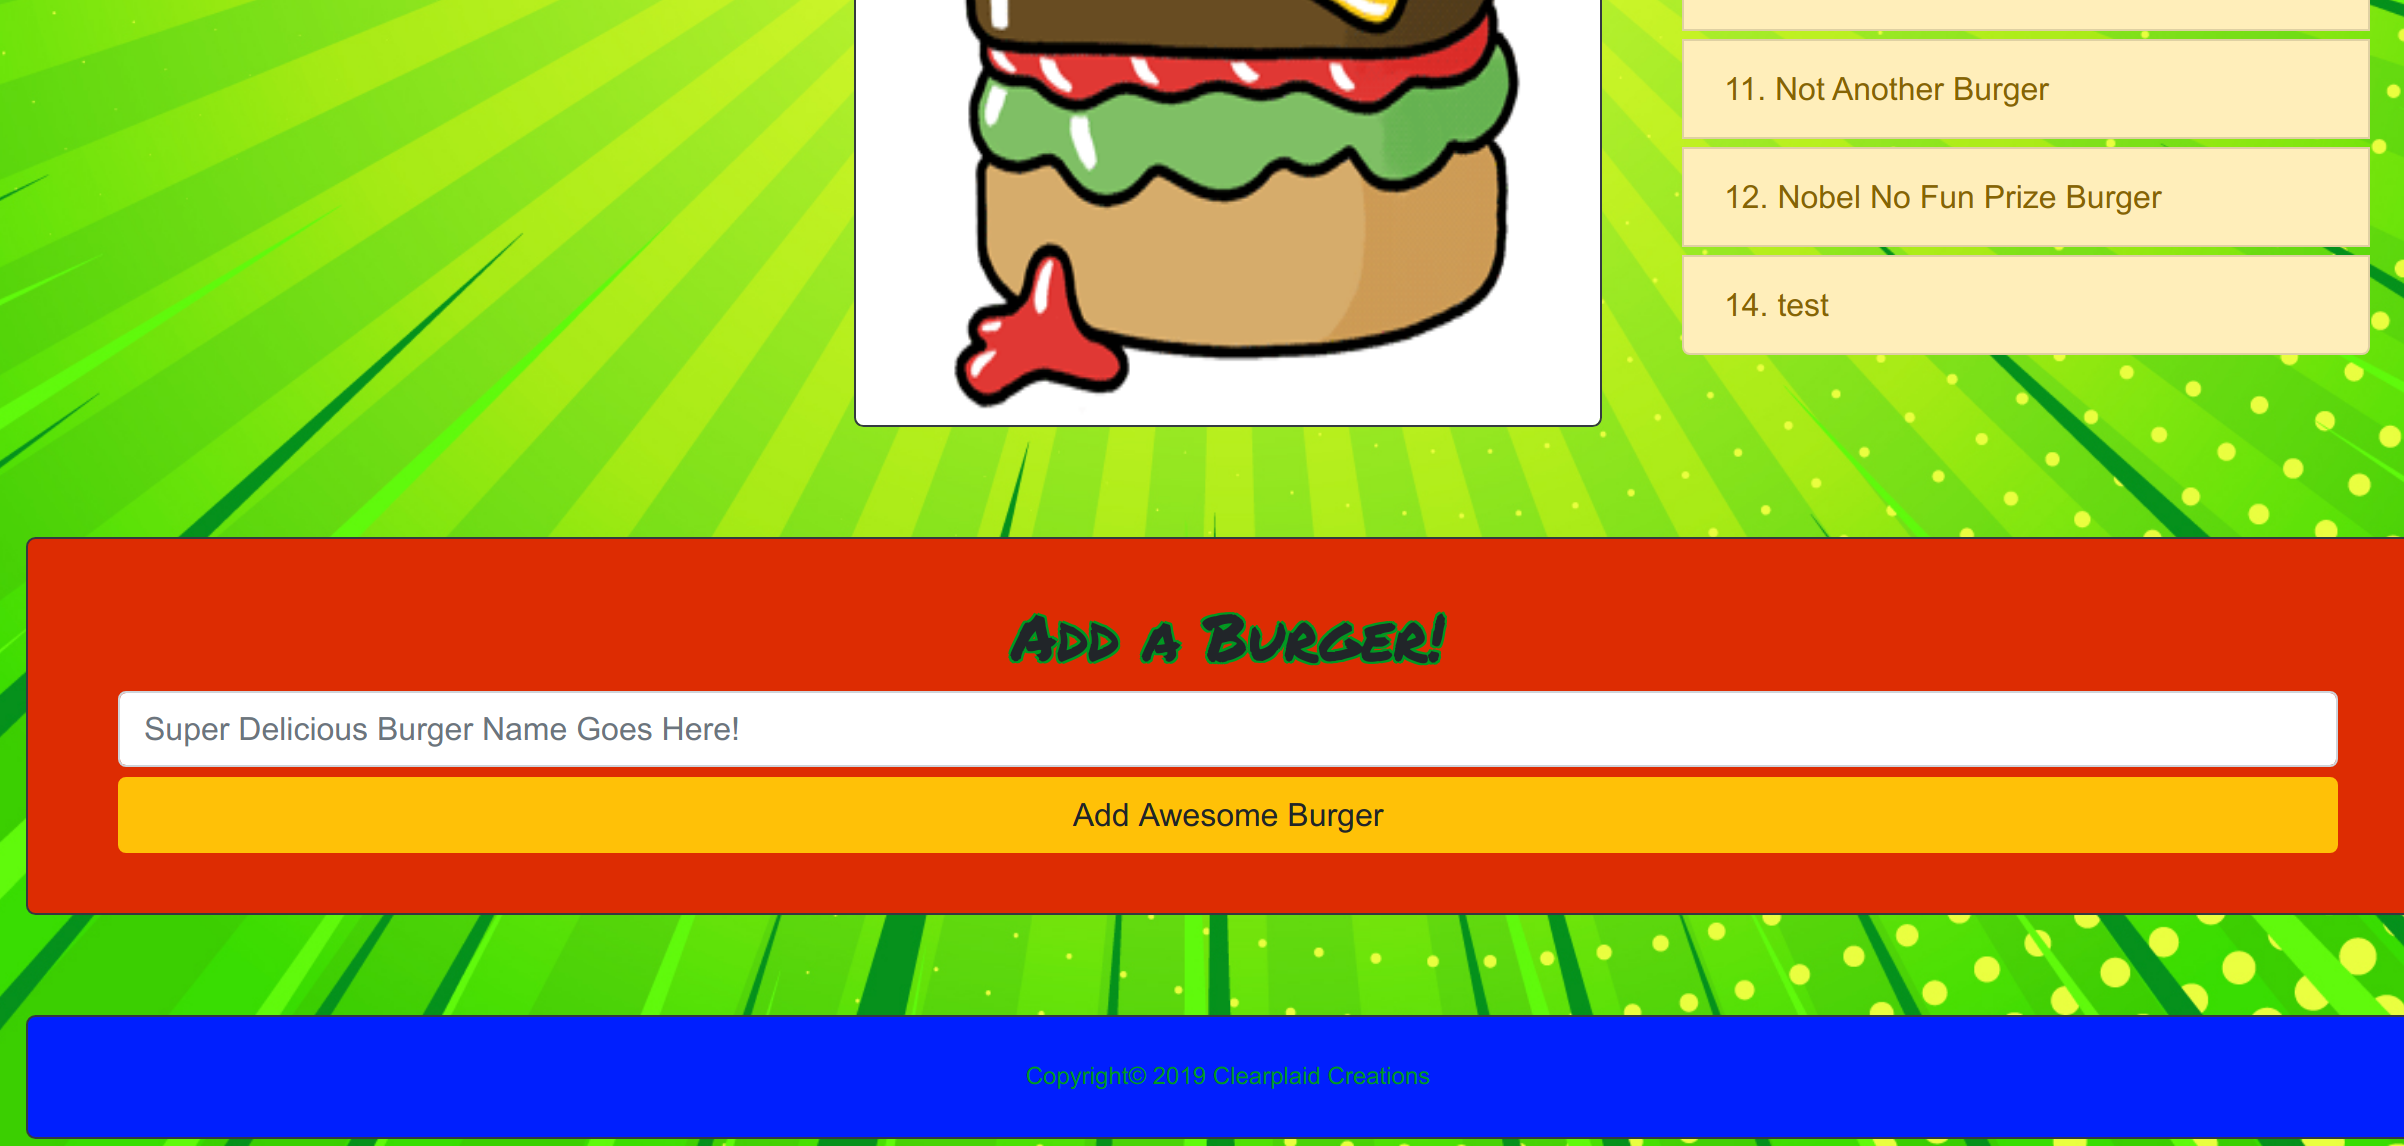 11. Not Another Burger
12. Nobel No Fun Prize Burger
14. test
Add a Burger!
Super Delicious Burger Name Goes Here!
Add Awesome Burger
Copyright© 2019 Clearplaid Creations